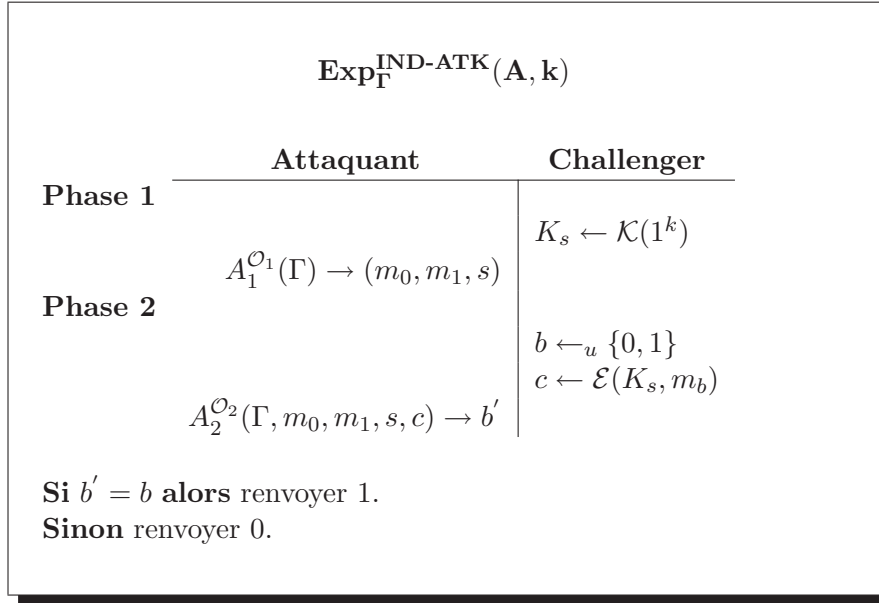 Exp_Γ^IND-ATK(A, k)
Attaquant Challenger
Phase 1
K_s ← 𝒦(1^k)
A_1^{𝒪_1}(Γ) → (m_0, m_1, s)
Phase 2
b ←_u {0, 1}
c ← ℰ(K_s, m_b)
A_2^{𝒪_2}(Γ, m_0, m_1, s, c) → b′
Si b′ = b alors renvoyer 1.
Sinon renvoyer 0.